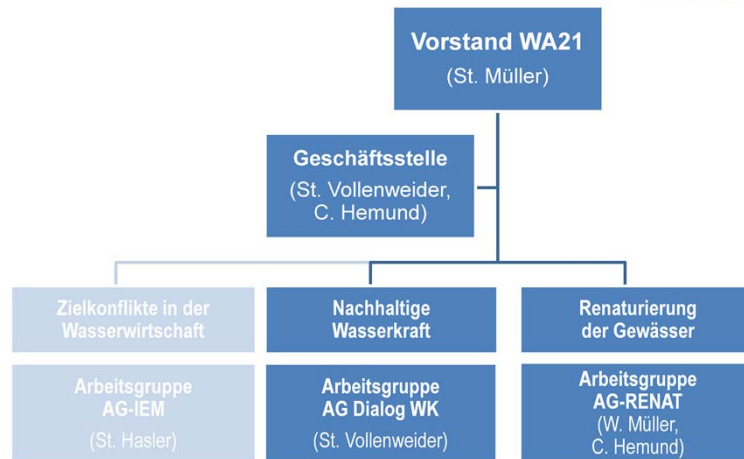 Vorstand WA21
(St. Müller)
Geschäftsstelle
(St. Vollenweider,
C. Hemund)
Zielkonflikte in der
Wasserwirtschaft
Nachhaltige
Wasserkraft
Renaturierung
der Gewässer
Arbeitsgruppe
AG-IEM
(St. Hasler)
Arbeitsgruppe
AG Dialog WK
(St. Vollenweider)
Arbeitsgruppe
AG-RENAT
(W. Müller,
C. Hemund)